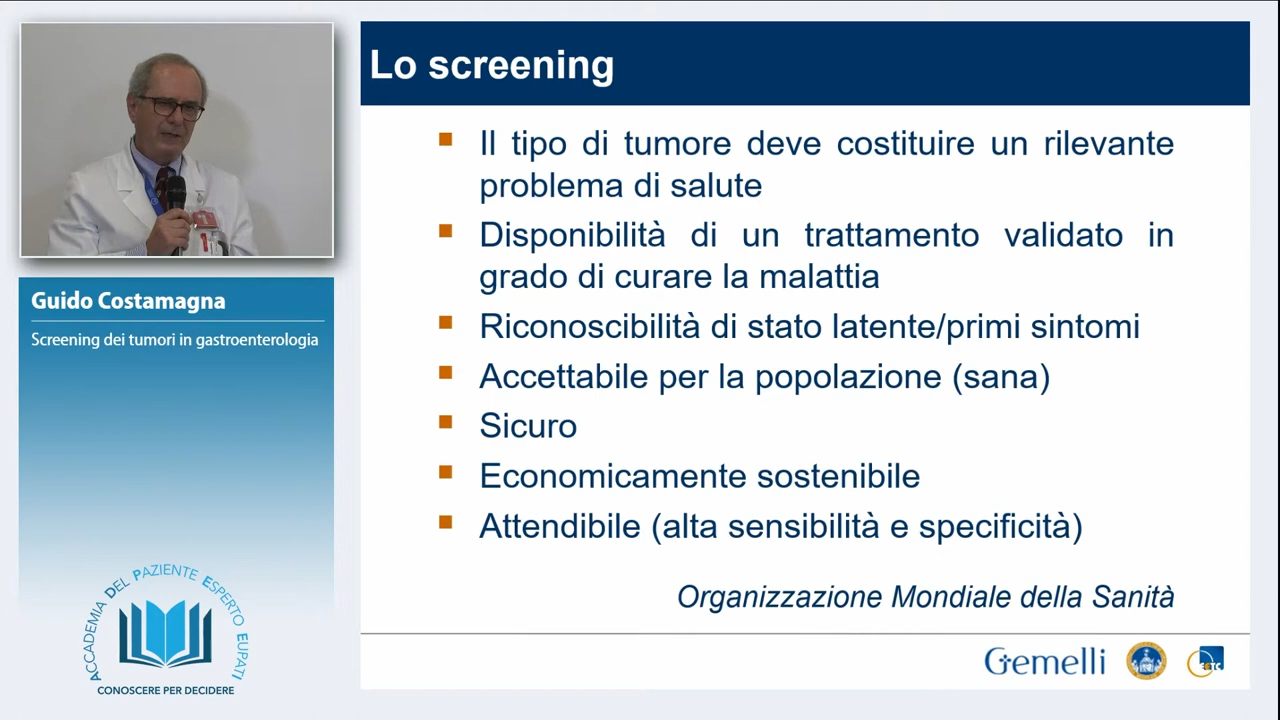 Lo screening
Il tipo di tumore deve costituire un rilevante
problema di salute
Disponibilità di un trattamento validato in
grado di curare la malattia
Riconoscibilità di stato latente/primi sintomi
Accettabile per la popolazione (sana)
Sicuro
Economicamente sostenibile
Attendibile (alta sensibilità e specificità)
Organizzazione Mondiale della Sanità
Gemelli
Guido Costamagna
Screening dei tumori in gastroenterologia
ACCADEMIA DEL PAZIENTE ESPERTO EUPATI
CONOSCERE PER DECIDERE